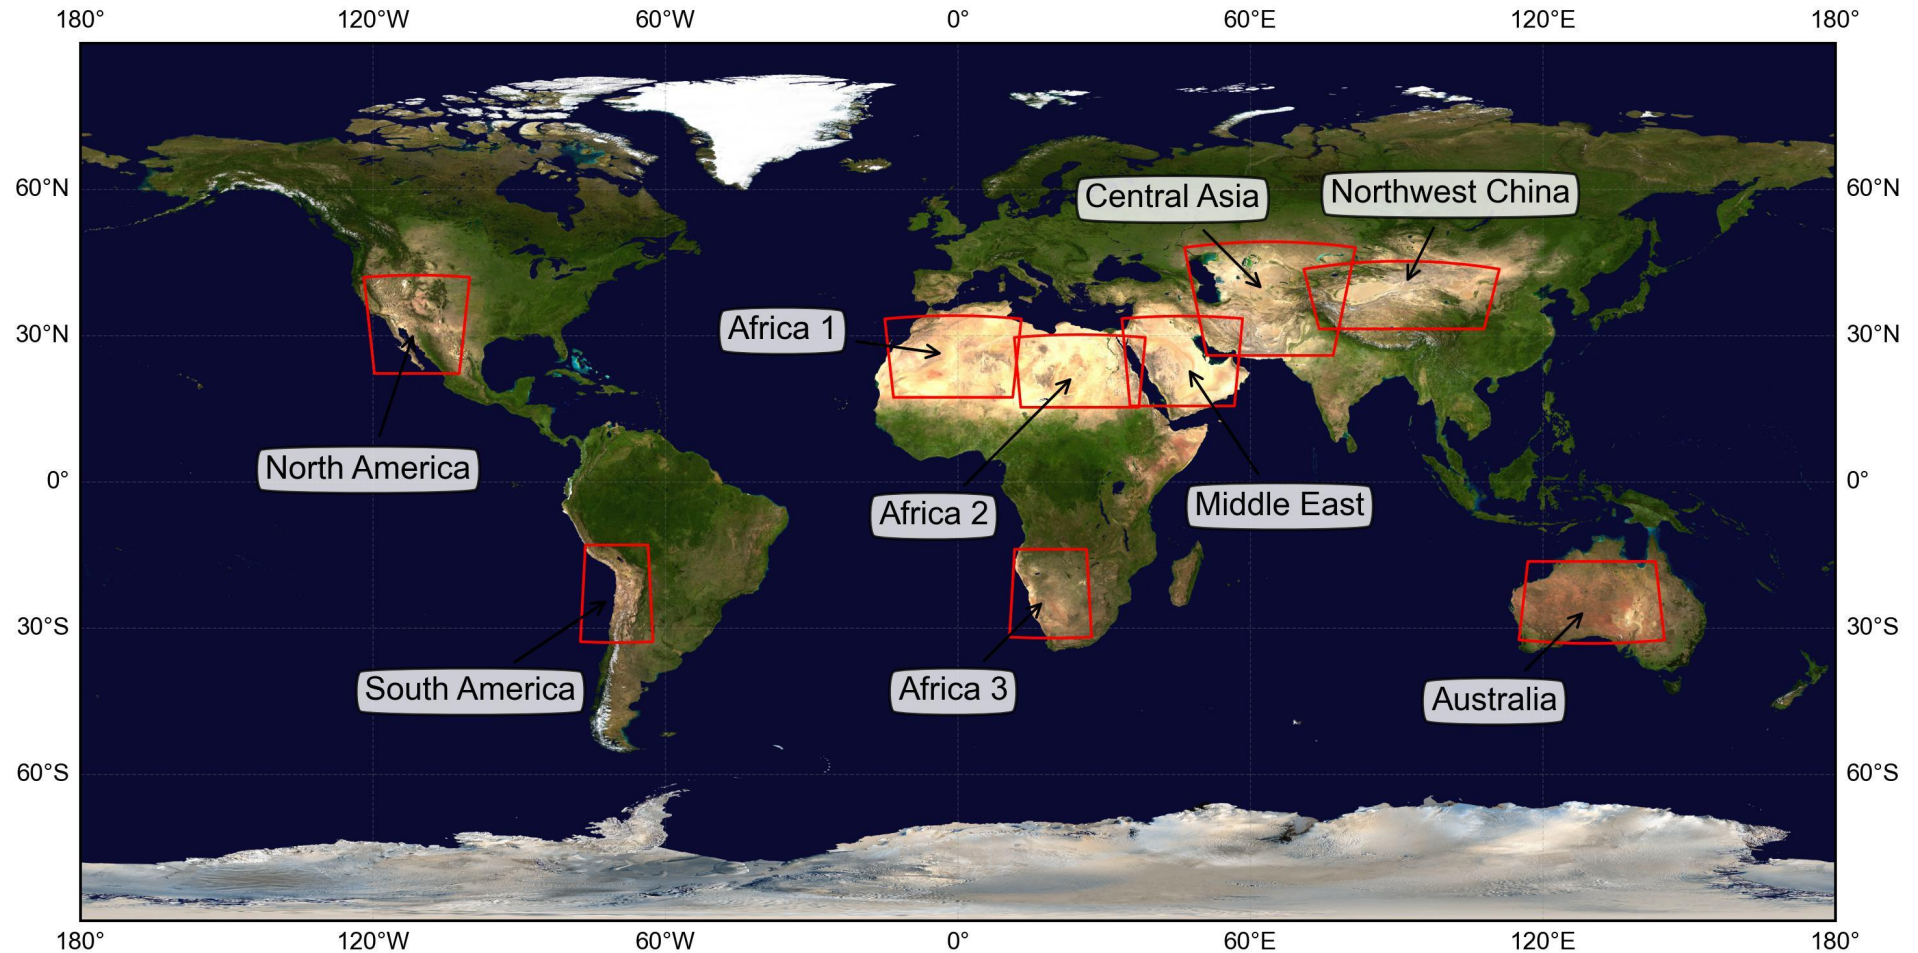 180° 120°W 60°W 0° 60°E 120°E 180°
60°N Central Asia Northwest China 60°N
30°N Africa 1 30°N
North America
0° 0°
Africa 2 Middle East
30°S 30°S
South America Africa 3 Australia
60°S 60°S
180° 120°W 60°W 0° 60°E 120°E 180°